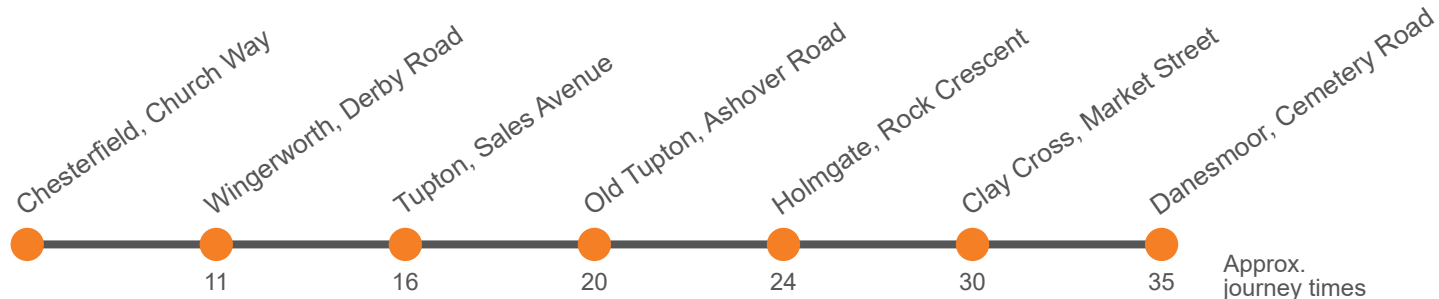 Chesterfield, Church Way
Wingerworth, Derby Road
Tupton, Sales Avenue
Old Tupton, Ashover Road
Holmgate, Rock Crescent
Clay Cross, Market Street
Danesmoor, Cemetery Road
11
16
20
24
30
35
Approx.
journey times